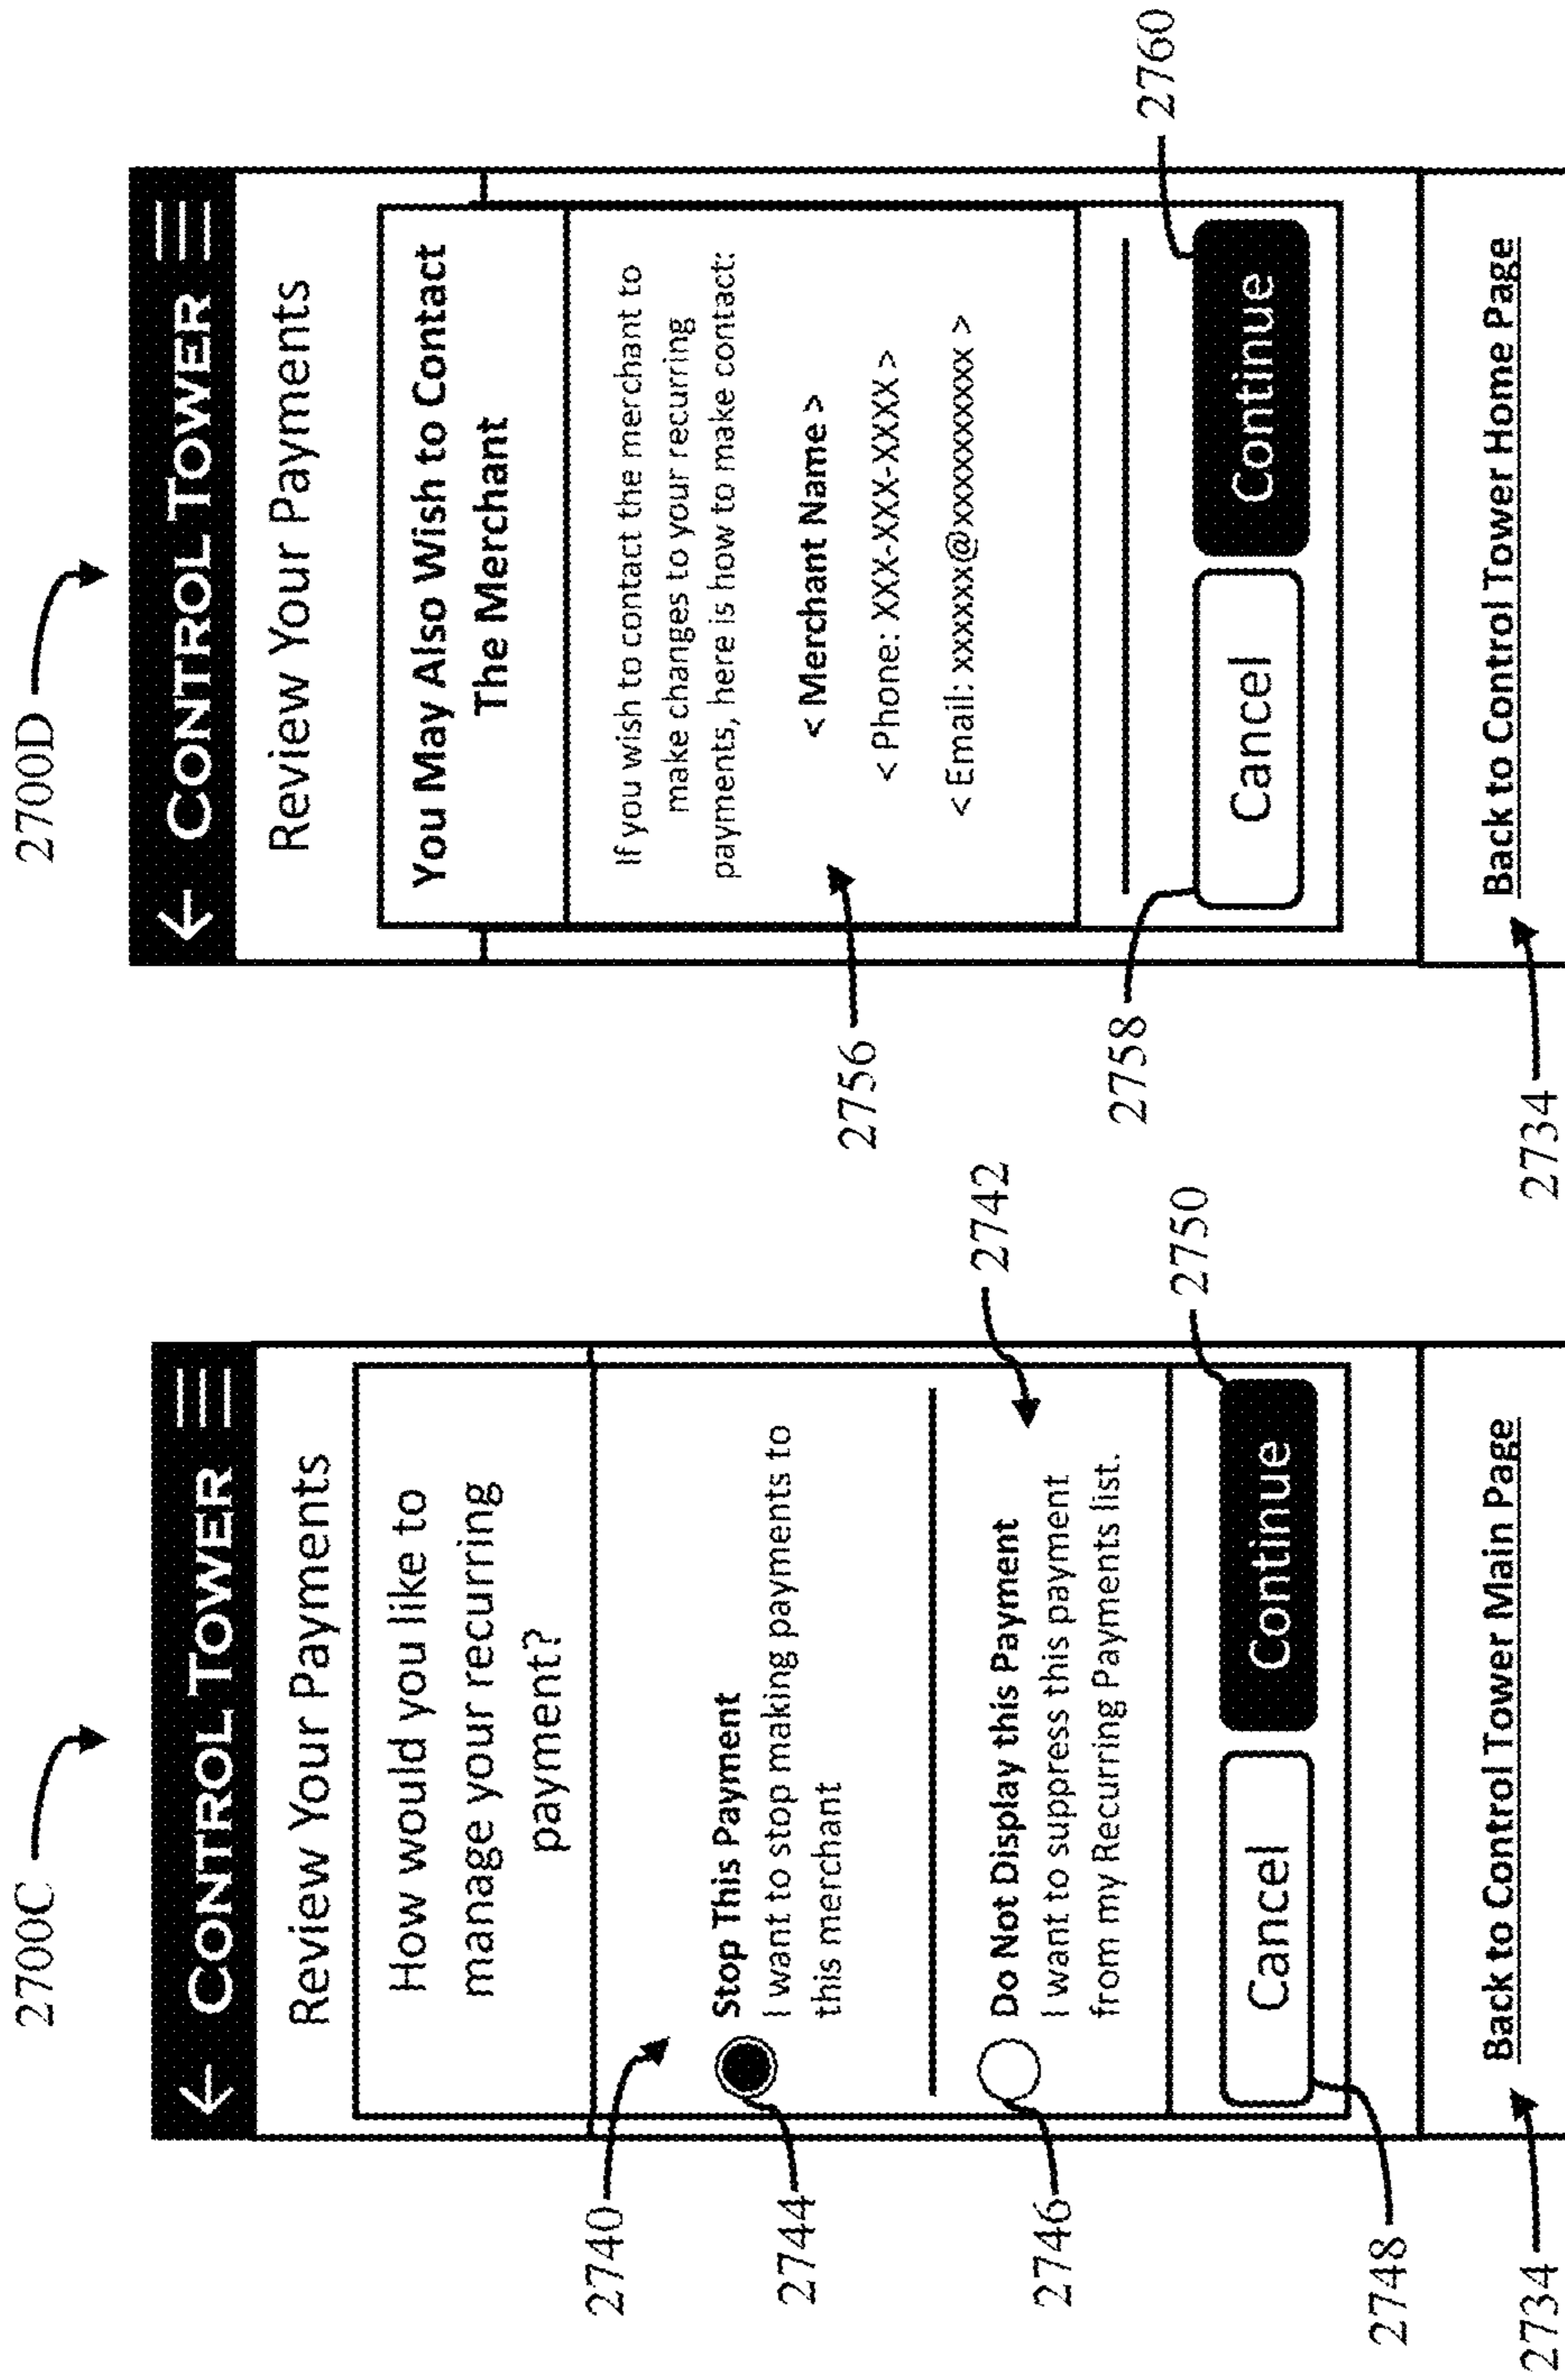 2700C
← CONTROL TOWER
Review Your Payments
How would you like to
manage your recurring
payment?
2740
2744
Stop This Payment
I want to stop making payments to
this merchant
2742
2746
Do Not Display this Payment
I want to suppress this payment
from my Recurring Payments list.
2748
Cancel
Continue
2750
2734
Back to Control Tower Main Page
2700D
← CONTROL TOWER
Review Your Payments
You May Also Wish to Contact
The Merchant
If you wish to contact the merchant to
make changes to your recurring
payments, here is how to make contact:
2756
< Merchant Name >
< Phone: XXX-XXX-XXXX >
< Email: xxxxxx@xxxxxxxxxx >
2758
Cancel
Continue
2760
2734
Back to Control Tower Home Page